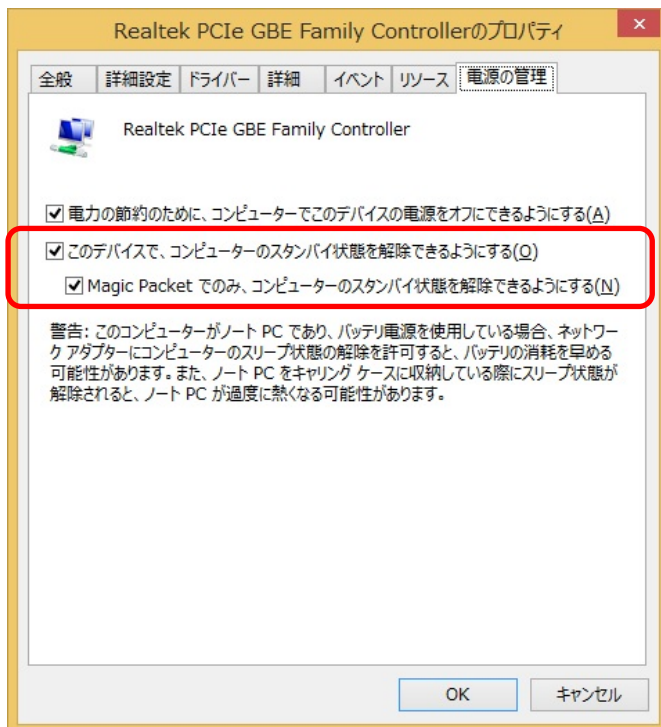 Realtek PCIe GBE Family Controllerのプロパティ
全般 詳細設定 ドライバー 詳細 イベント リソース 電源の管理
Realtek PCIe GBE Family Controller
電力の節約のために、コンピューターでこのデバイスの電源をオフにできるようにする(A)
このデバイスで、コンピューターのスタンバイ状態を解除できるようにする(O)
Magic Packet でのみ、コンピューターのスタンバイ状態を解除できるようにする(N)
警告: このコンピューターがノート PC であり、バッテリ電源を使用している場合、ネットワー
ク アダプターにコンピューターのスリープ状態の解除を許可すると、バッテリの消耗を早める
可能性があります。また、ノート PC をキャリング ケースに収納している際にスリープ状態が
解除されると、ノート PC が過度に熱くなる可能性があります。
OK キャンセル